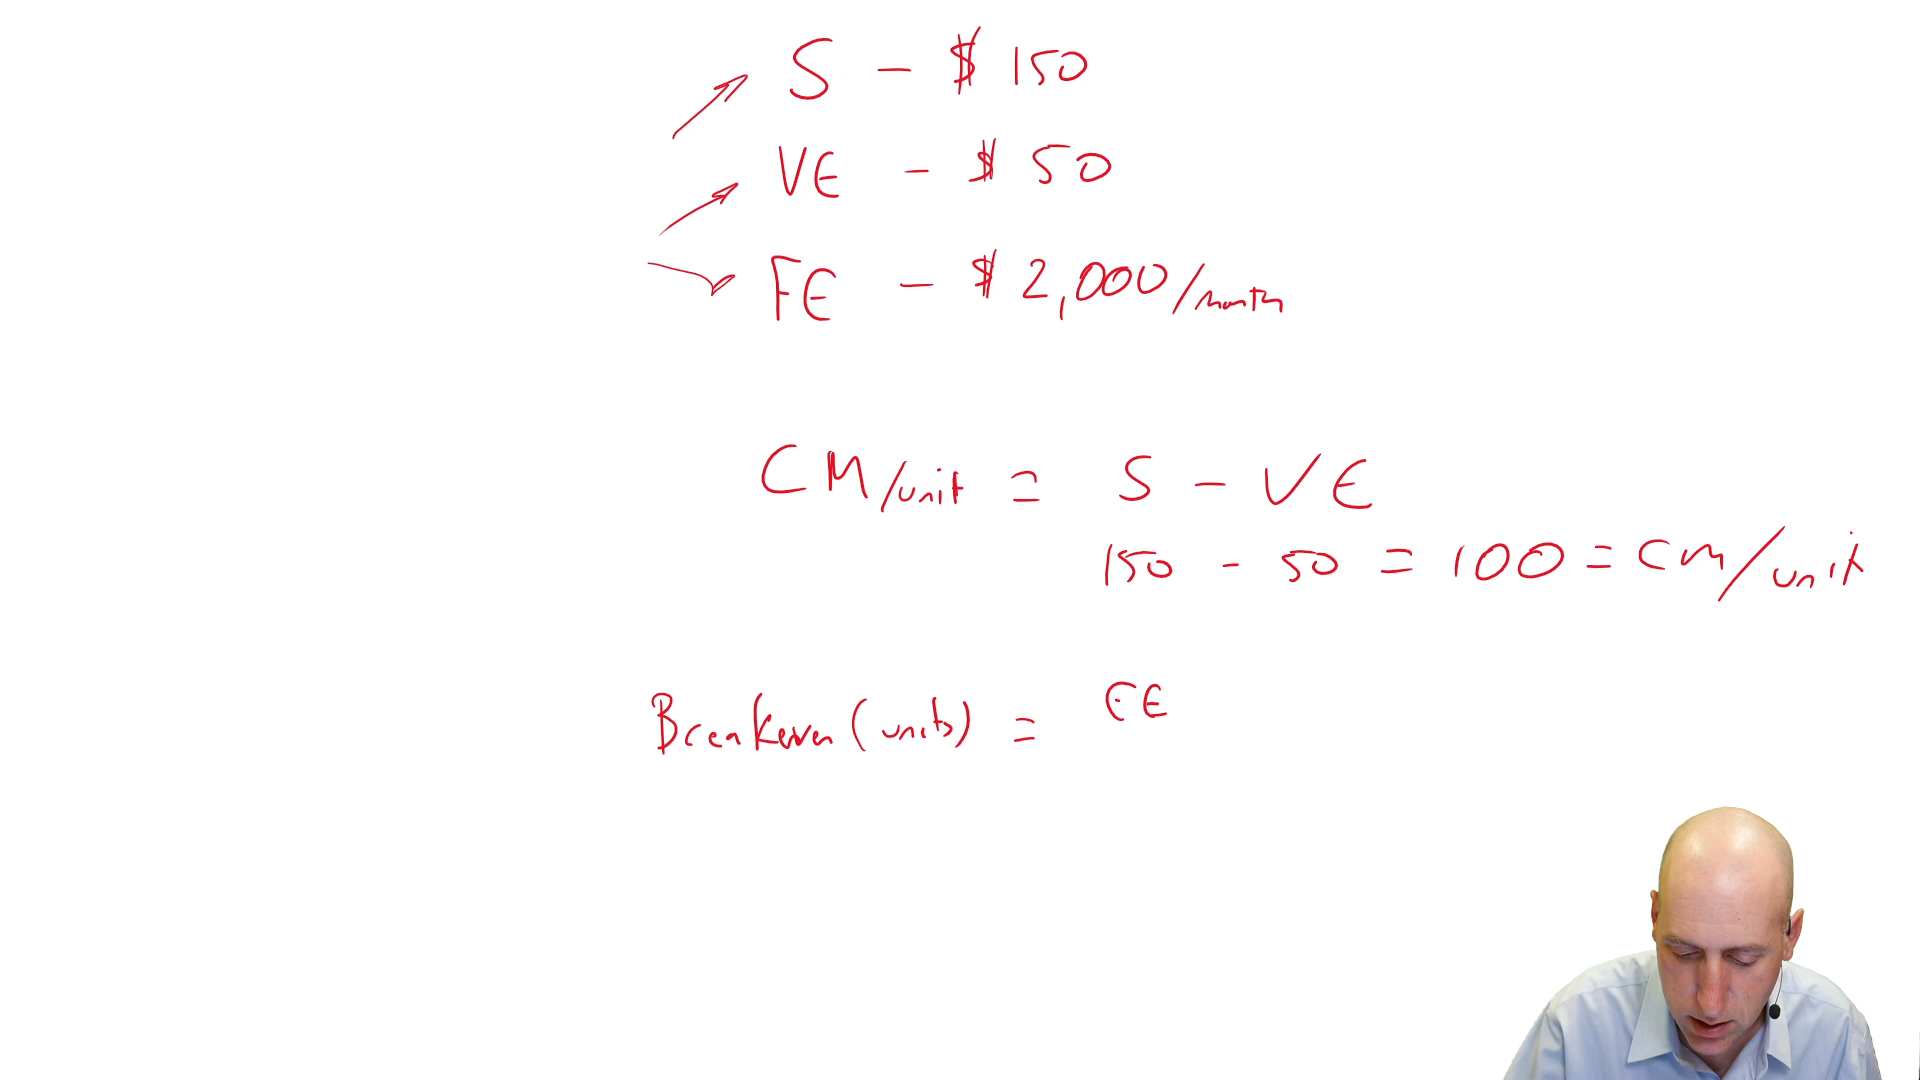 S - $ 150
VE - $ 50
FE - $ 2,000/month
CM/unit = S - VE
150 - 50 = 100 = CM/unit
Breakeven (units) = FE